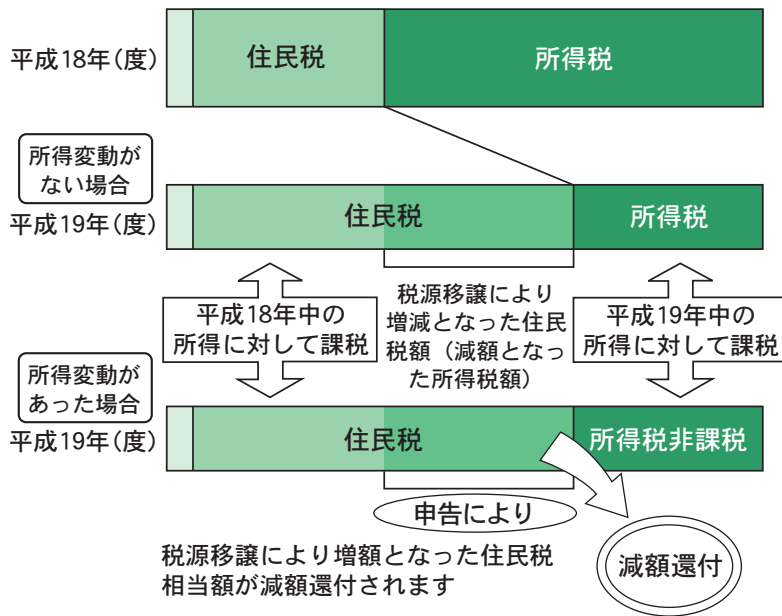 平成18年(度)
住民税
所得税
所得変動が
ない場合
平成19年(度)
住民税
所得税
平成18年中の
所得に対して課税
税源移譲により
増減となった住民
税額（減額となっ
た所得税額）
平成19年中の
所得に対して課税
所得変動が
あった場合
平成19年(度)
住民税
所得税非課税
申告により
税源移譲により増額となった住民税
相当額が減額還付されます
減額還付